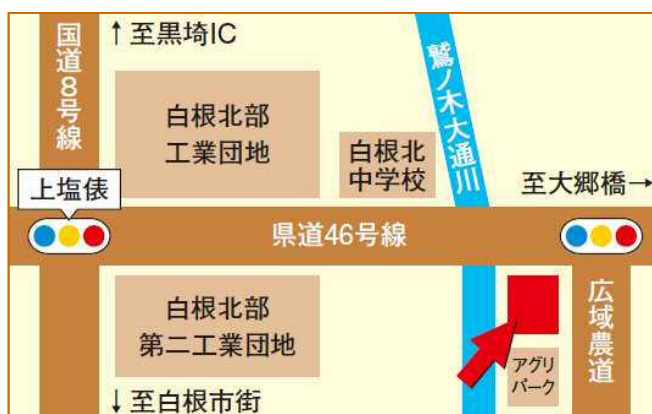 国道8号線
↑至黒埼IC
白根北部
工業団地
白根北
中学校
鷲ノ木大通川
至大郷橋→
上塩俵
県道46号線
白根北部
第二工業団地
アグリ
パーク
広域農道
↓至白根市街